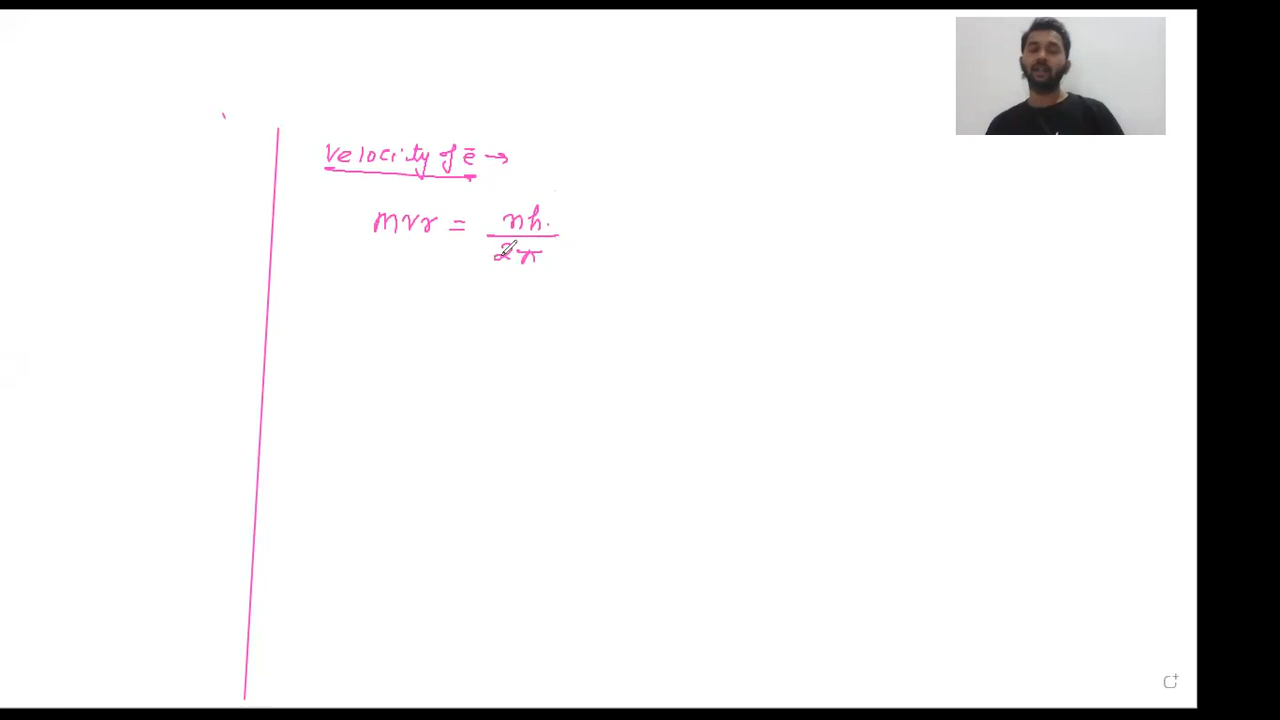 Velocity of ē →
mvr = nh
2π